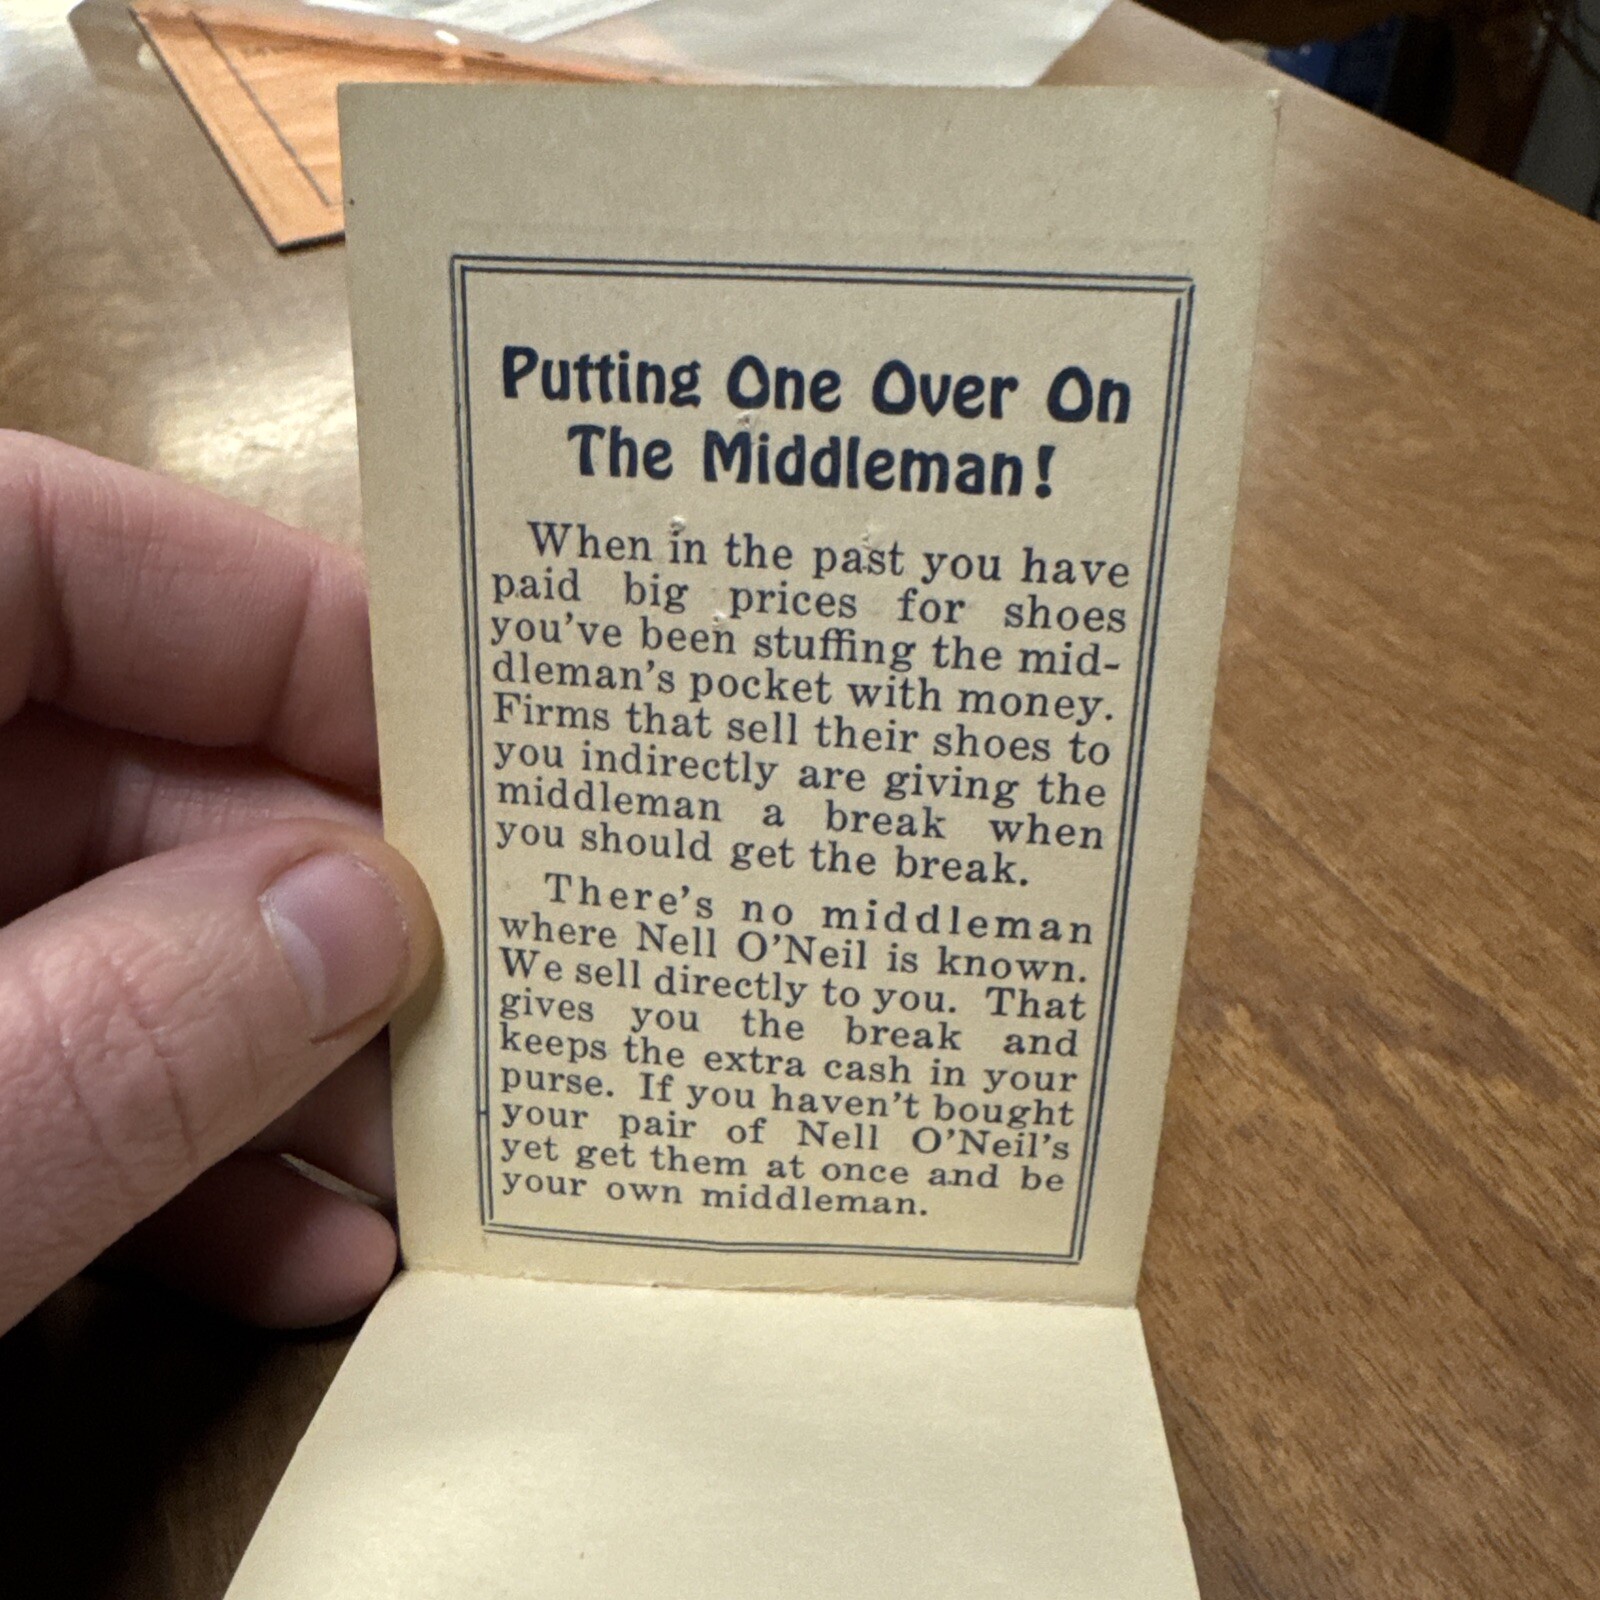 Putting One Over On
The Middleman!
When in the past you have
paid big prices for shoes
you've been stuffing the mid-
dleman's pocket with money.
Firms that sell their shoes to
you indirectly are giving the
middleman a break when
you should get the break.
There's no middleman
where Nell O'Neil is known.
We sell directly to you. That
gives you the break and
keeps the extra cash in your
purse. If you haven't bought
your pair of Nell O'Neil's
yet get them at once and be
your own middleman.